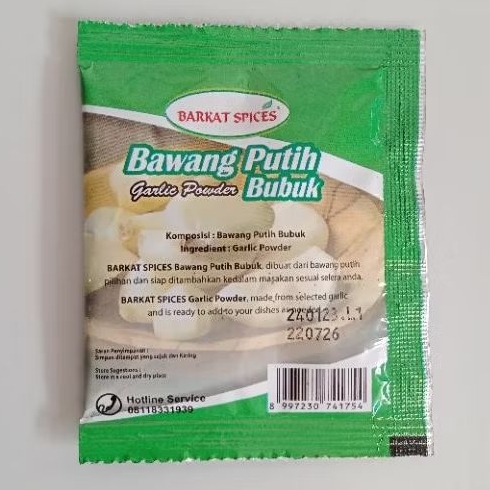 BARKAT SPICES
Bawang Putih
Garlic Powder Bubuk
Komposisi : Bawang Putih Bubuk
Ingredient : Garlic Powder
BARKAT SPICES Bawang Putih Bubuk, dibuat dari bawang putih
pilihan dan siap ditambahkan kedalam masakan sesuai selera anda.
BARKAT SPICES Garlic Powder, made from selected garlic
and is ready to add to your dishes as needed.
240123.L1
220726
Saran Penyimpanan :
Simpan ditempat yang sejuk dan kering.
Store Sugestions :
Store in a cool and dry place
Hotline Service
08118331939
8 997230 741754